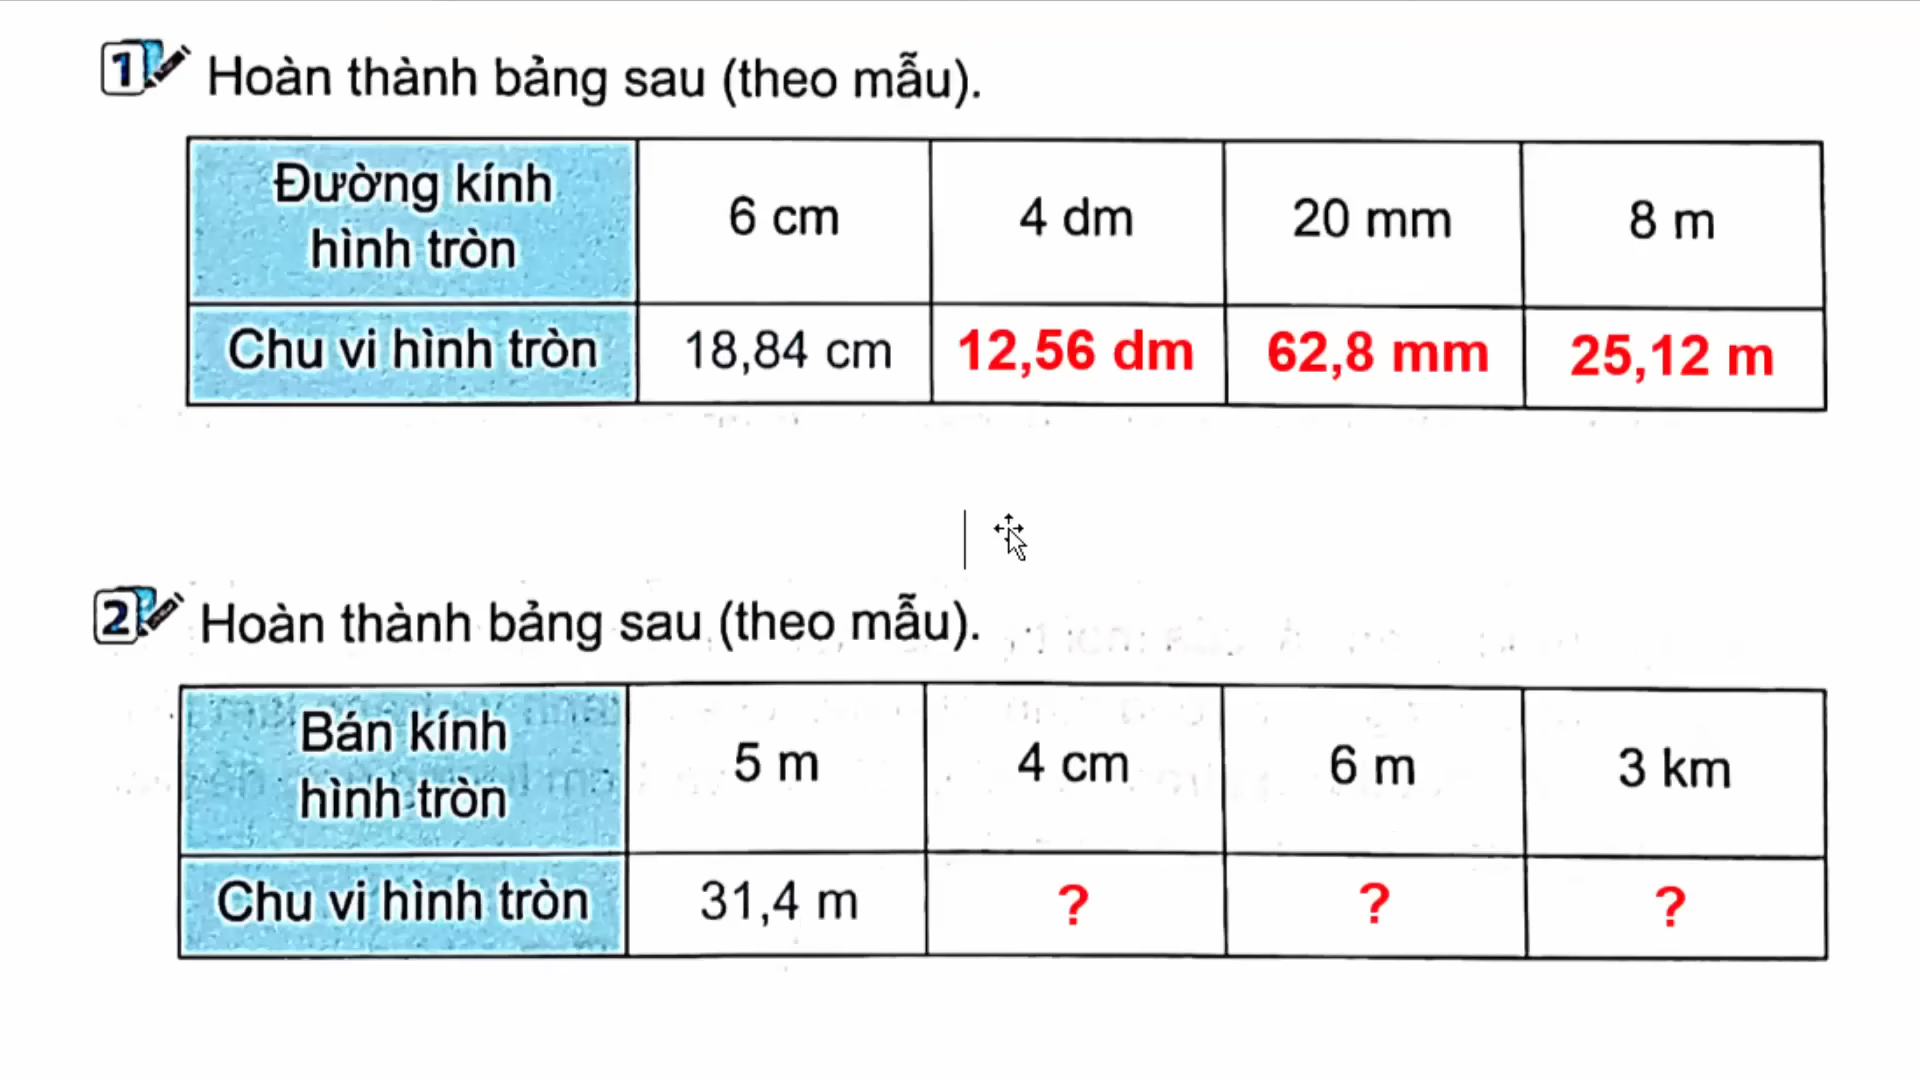 1 Hoàn thành bảng sau (theo mẫu).
Đường kính
hình tròn
6 cm
4 dm
20 mm
8 m
Chu vi hình tròn
18,84 cm
12,56 dm
62,8 mm
25,12 m
2 Hoàn thành bảng sau (theo mẫu).
Bán kính
hình tròn
5 m
4 cm
6 m
3 km
Chu vi hình tròn
31,4 m
?
?
?